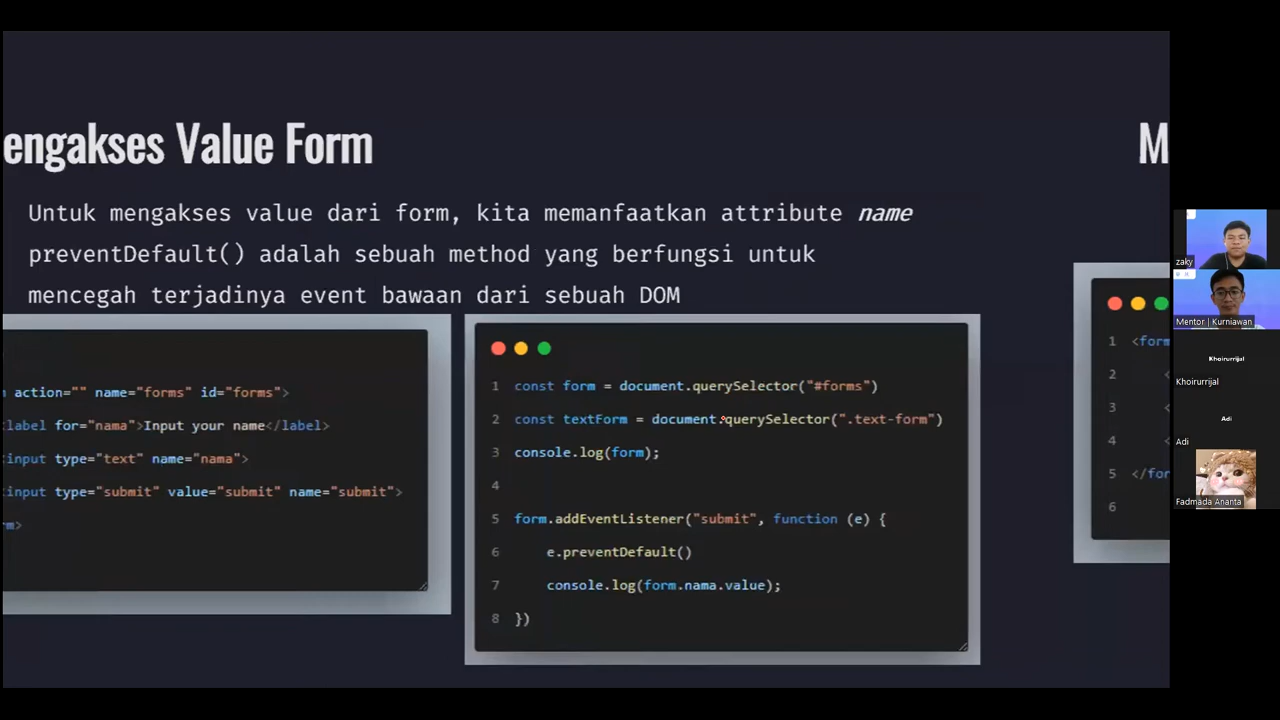 engakses Value Form
M
Untuk mengakses value dari form, kita memanfaatkan attribute name
preventDefault() adalah sebuah method yang berfungsi untuk
mencegah terjadinya event bawaan dari sebuah DOM
action="" name="forms" id="forms">
label for="nama">Input your name</label>
<input type="text" name="nama">
<input type="submit" value="submit" name="submit">
rm>
1 const form = document.querySelector("#forms")
2 const textForm = document.querySelector(".text-form")
3 console.log(form);
4
5 form.addEventListener("submit", function (e) {
6 e.preventDefault()
7 console.log(form.nama.value);
8 })
1 <form
2 <
3 <
4 <
5 </for
6
zaky
Mentor | Kurniawan
Khoirurrijal
Khoirurrijal
Adi
Adi
Fadmada Ananta